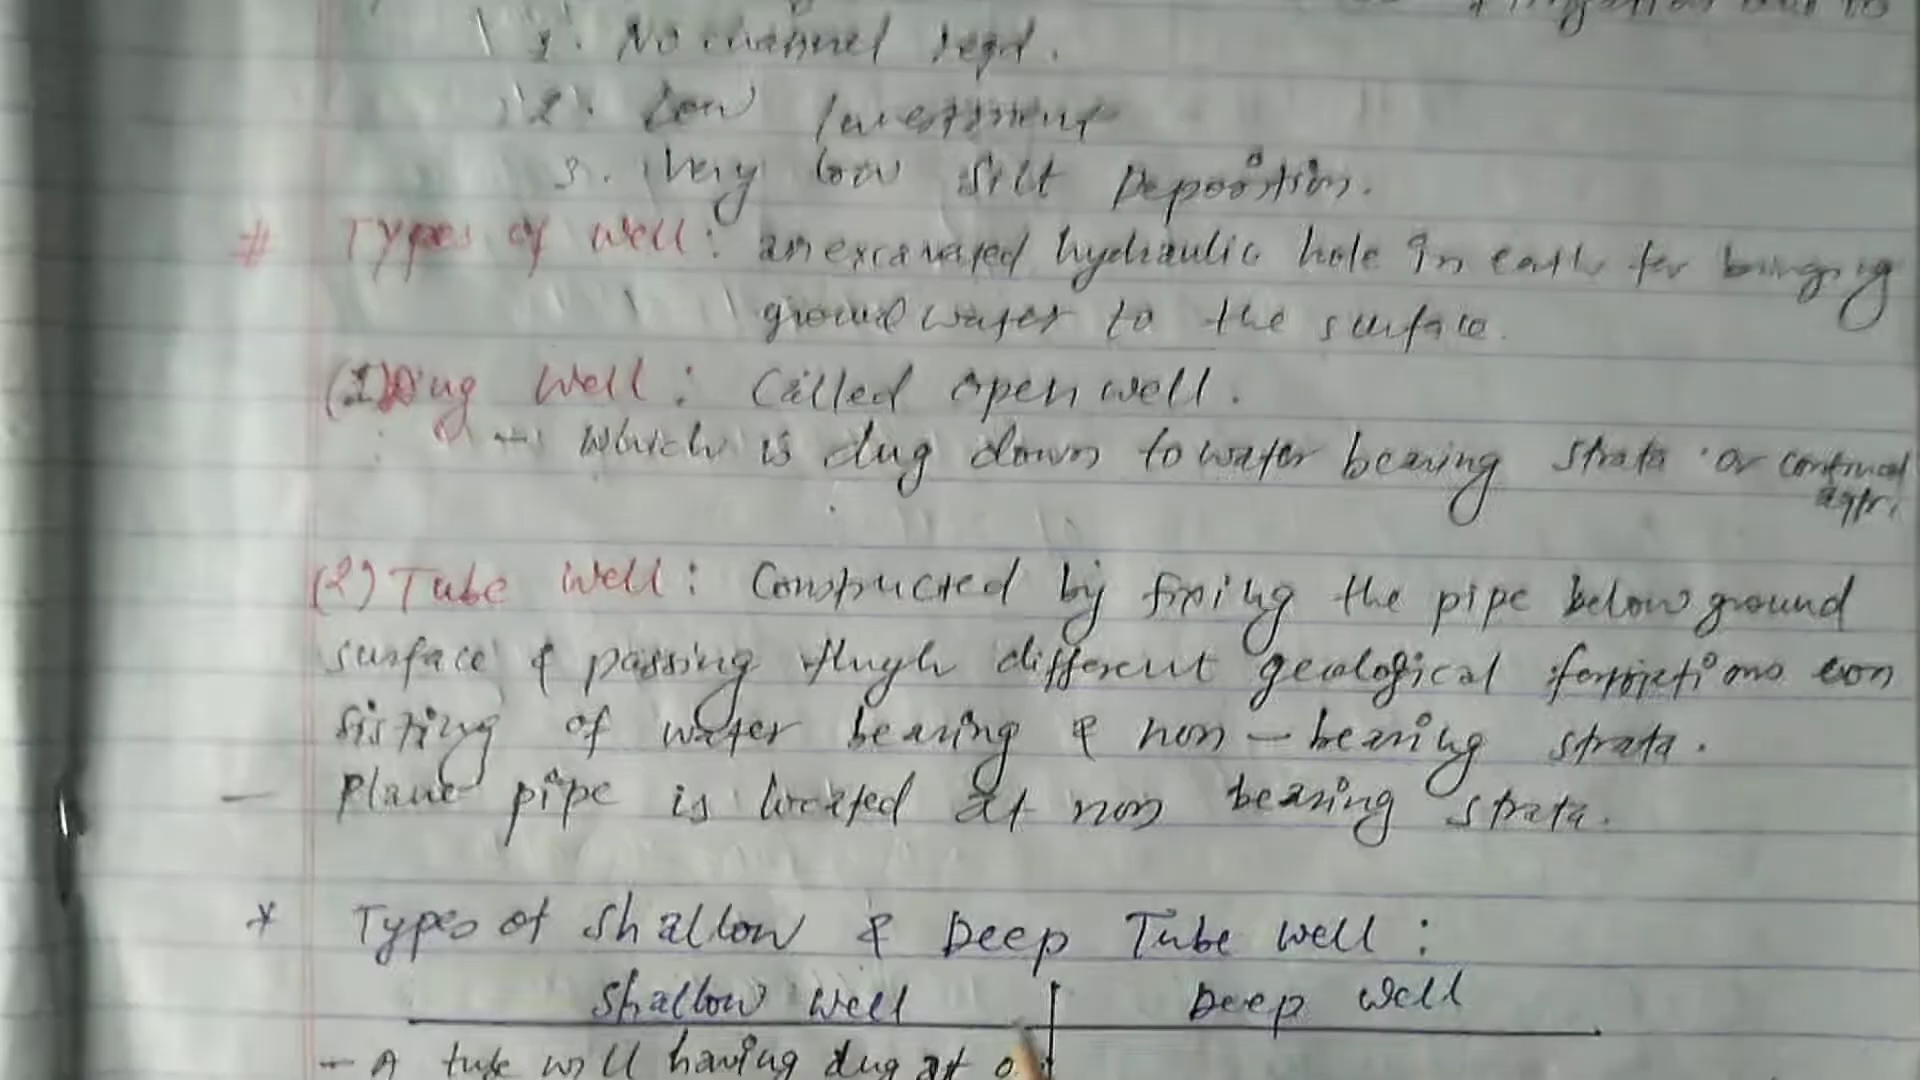 1. No channel reqd.
2. Low Investment
3. Very low silt Deposition.
# Types of well: an excavated hydraulic hole in earth for bringing
ground water to the surface.
(1) Dug Well: Called open well.
- which is dug down to water bearing strata or
(2) Tube Well: Constructed by fixing the pipe below ground
surface & passing different geological con
sisting of water bearing & non-bearing strata.
- Plane pipe is located at non bearing strata.
* Types of Shallow & Deep Tube well:
Shallow Well Deep Well
- A tube well having dug at